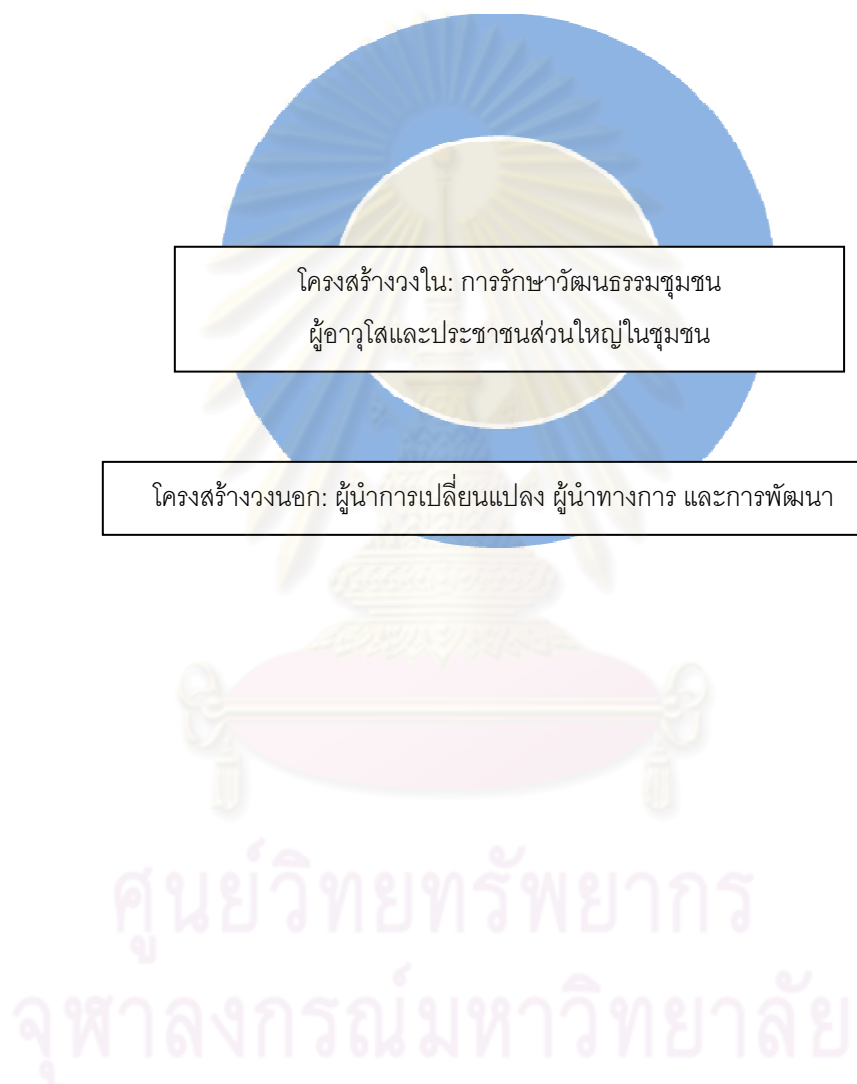 โครงสร้างวงใน: การรักษาวัฒนธรรมชุมชน
ผู้อาวุโสและประชาชนส่วนใหญ่ในชุมชน
โครงสร้างวงนอก: ผู้นำการเปลี่ยนแปลง ผู้นำทางการ และการพัฒนา
ศูนย์วิทยทรัพยากร
จุฬาลงกรณ์มหาวิทยาลัย